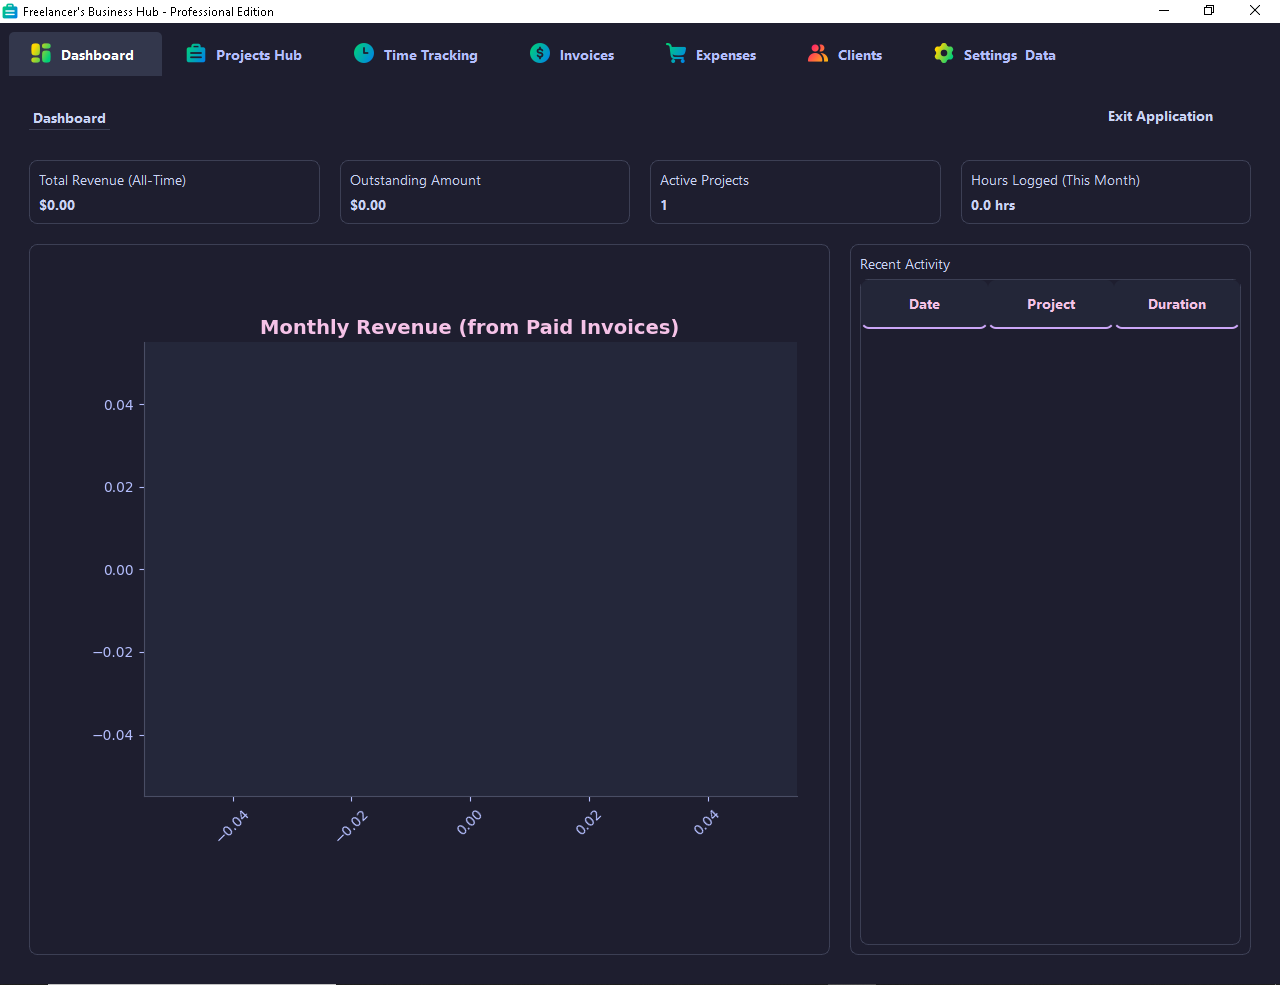 Freelancer's Business Hub - Professional Edition
Dashboard Projects Hub Time Tracking Invoices Expenses Clients Settings Data
Dashboard Exit Application
Total Revenue (All-Time) Outstanding Amount Active Projects Hours Logged (This Month)
$0.00 $0.00 1 0.0 hrs
Monthly Revenue (from Paid Invoices)
0.04
0.02
0.00
−0.02
−0.04
−0.04 −0.02 0.00 0.02 0.04
Recent Activity
Date Project Duration